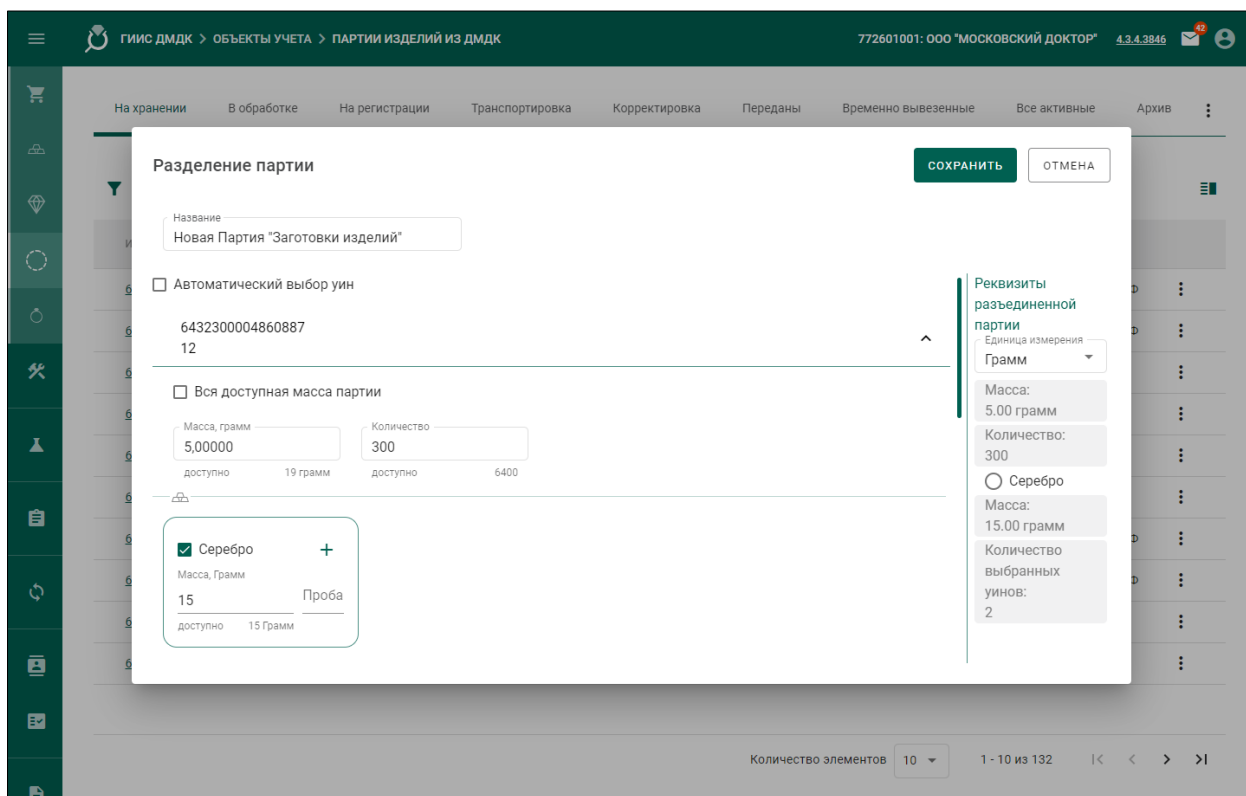 ГИИС ДМДК > ОБЪЕКТЫ УЧЕТА > ПАРТИИ ИЗДЕЛИЙ ИЗ ДМДК
772601001: ООО "МОСКОВСКИЙ ДОКТОР" 4.3.4.3846 42
На хранении В обработке На регистрации Транспортировка Корректировка Переданы Временно вывезенные Все активные Архив
Разделение партии
СОХРАНИТЬ ОТМЕНА
Название
Новая Партия "Заготовки изделий"
Автоматический выбор уин
6432300004860887
12
Вся доступная масса партии
Масса, грамм Количество
5,00000 300
доступно 19 грамм доступно 6400
Серебро +
Масса, Грамм
15 Проба
доступно 15 Грамм
Реквизиты
разъединенной
партии
Единица измерения
Грамм
Масса:
5.00 грамм
Количество:
300
Серебро
Масса:
15.00 грамм
Количество
выбранных
уинов:
2
Количество элементов 10 1 - 10 из 132